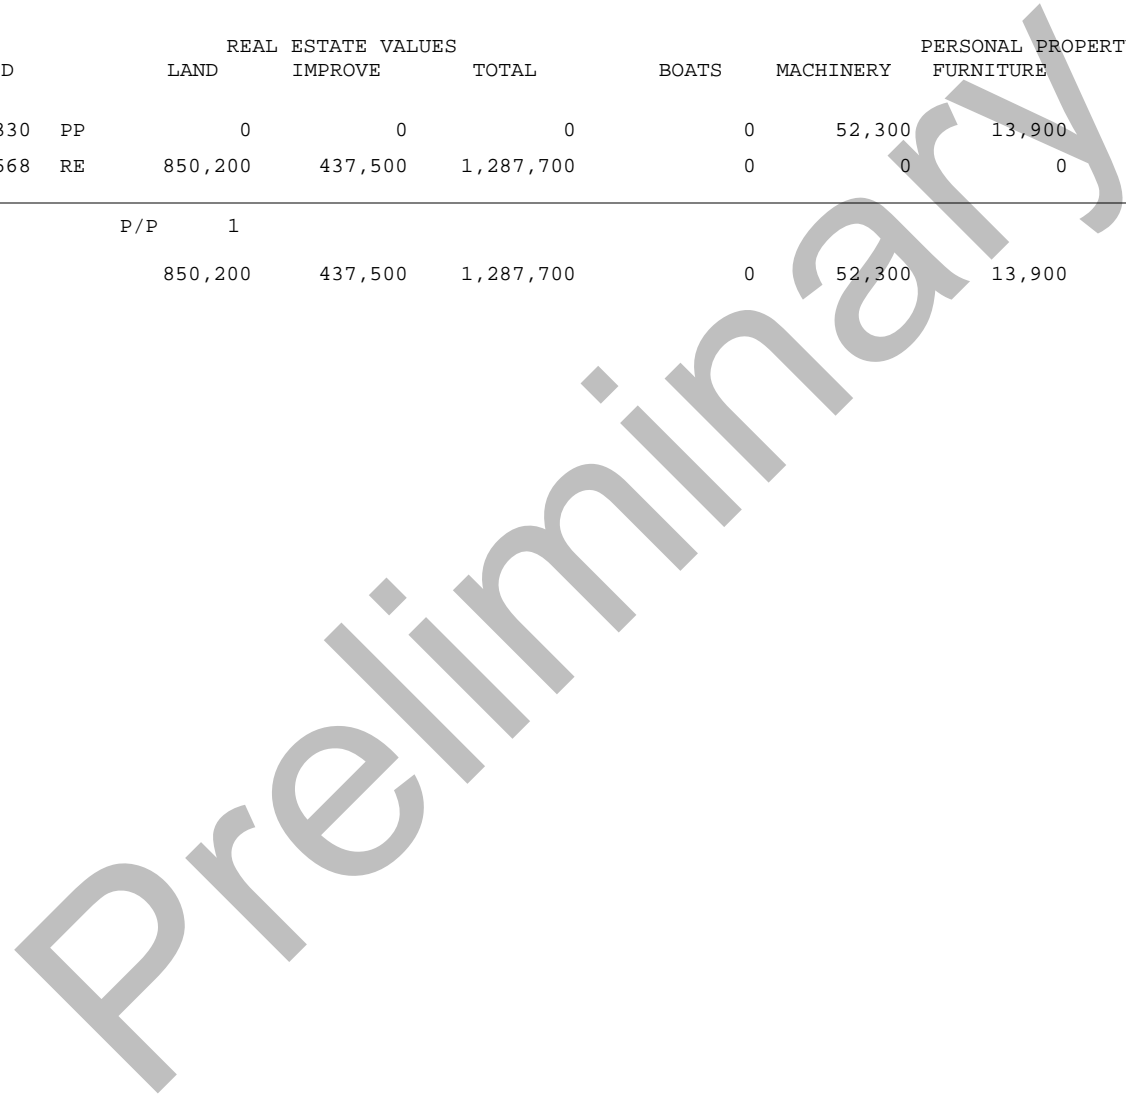 REAL ESTATE VALUES PERSONAL PROPERT
D LAND IMPROVE TOTAL BOATS MACHINERY FURNITURE
330 PP 0 0 0 0 52,300 13,900
568 RE 850,200 437,500 1,287,700 0 0 0
P/P 1
850,200 437,500 1,287,700 0 52,300 13,900
Preliminary